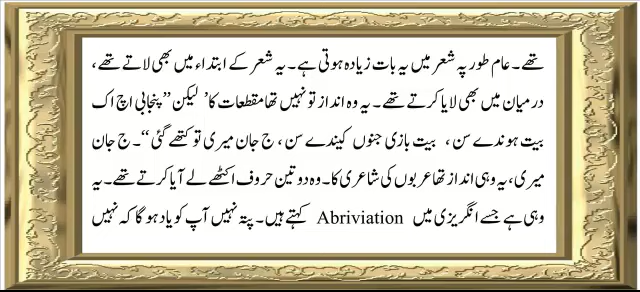 تھے۔ عام طور پہ شعر میں یہ بات زیادہ ہوتی ہے۔ یہ شعر کے ابتداء میں بھی لاتے تھے،
درمیان میں بھی لایا کرتے تھے۔ یہ وہ انداز تو نہیں تھا مقطعات کا‘ لیکن ”پنجابی اچ اک
بیت ہوندے سن، بیت بازی جنوں کیندے سن، ج جان میری تو کتھے گئی“۔ ج جان
میری، یہ وہی انداز تھا عربوں کی شاعری کا۔ وہ دو تین حروف اکٹھے لے آیا کرتے تھے۔ یہ
وہی ہے جسے انگریزی میں Abriviation کہتے ہیں۔ پتہ نہیں آپ کو یاد ہو گا کہ نہیں